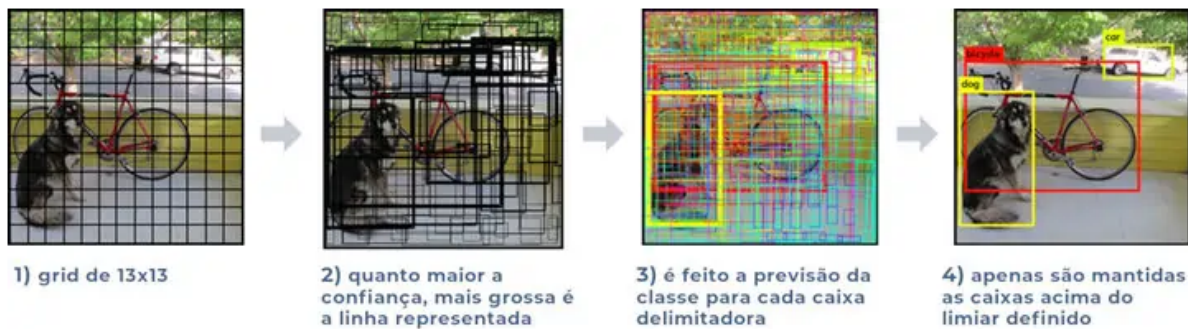 car
bicycle
dog
1) grid de 13x13
2) quanto maior a
confiança, mais grossa é
a linha representada
3) é feito a previsão da
classe para cada caixa
delimitadora
4) apenas são mantidas
as caixas acima do
limiar definido